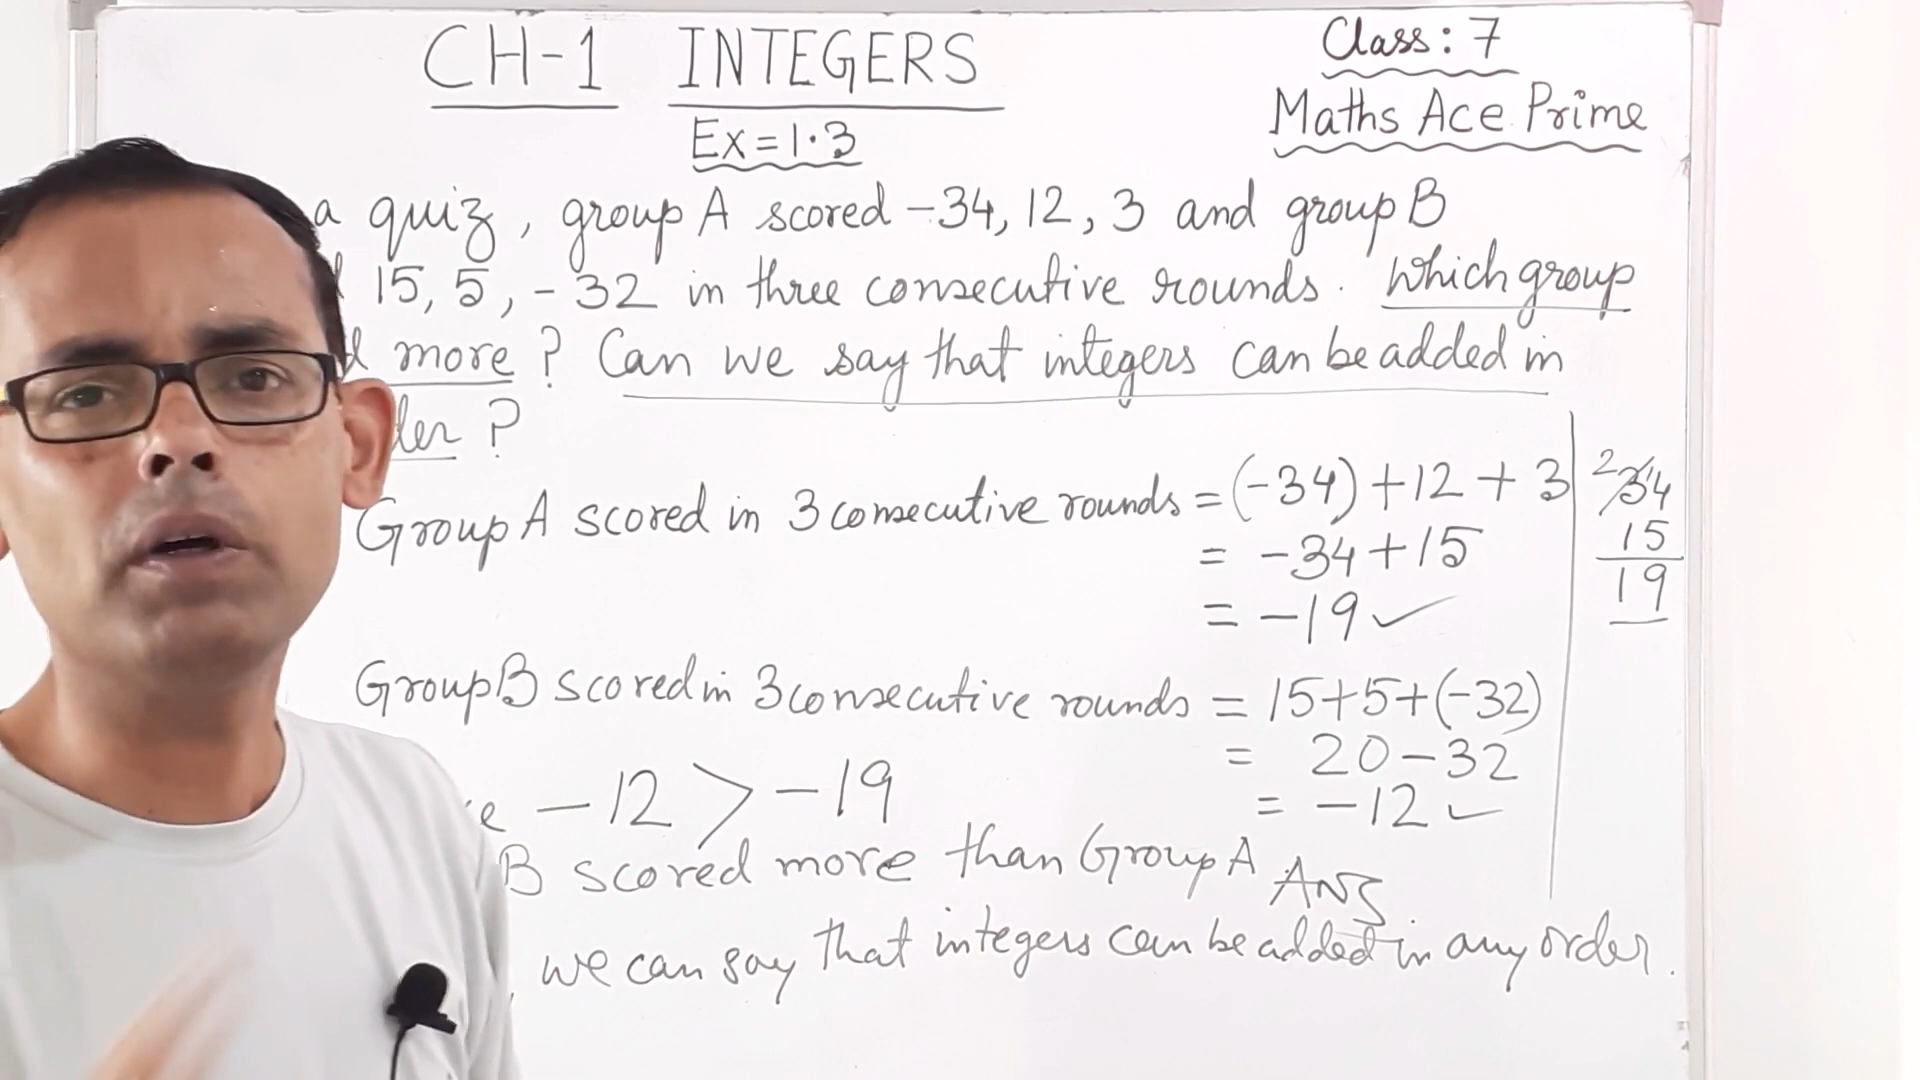 CH-1 INTEGERS
Class: 7
Maths Ace Prime
Ex=1.3
a quiz, group A scored -34, 12, 3 and group B
15, 5, -32 in three consecutive rounds. Which group
more? Can we say that integers can be added in
?
Group A scored in 3 consecutive rounds = (-34) + 12 + 3
= -34+15
= -19 ✓
2 34
15
19
Group B scored in 3 consecutive rounds = 15+5+(-32)
= 20-32
= -12 ✓
-12 > -19
B scored more than Group A Ans
we can say that integers can be added in any order.